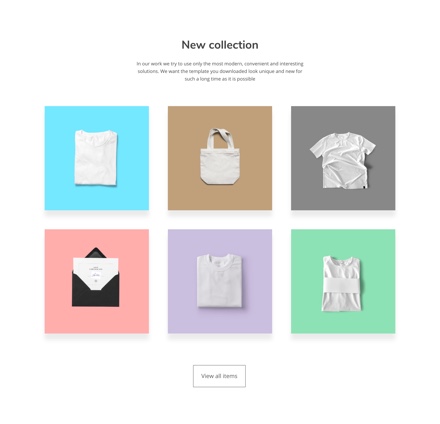 New collection
In our work we try to use only the most modern, convenient and interesting
solutions. We want the template you downloaded look unique and new for
such a long time as it is possible
View all items